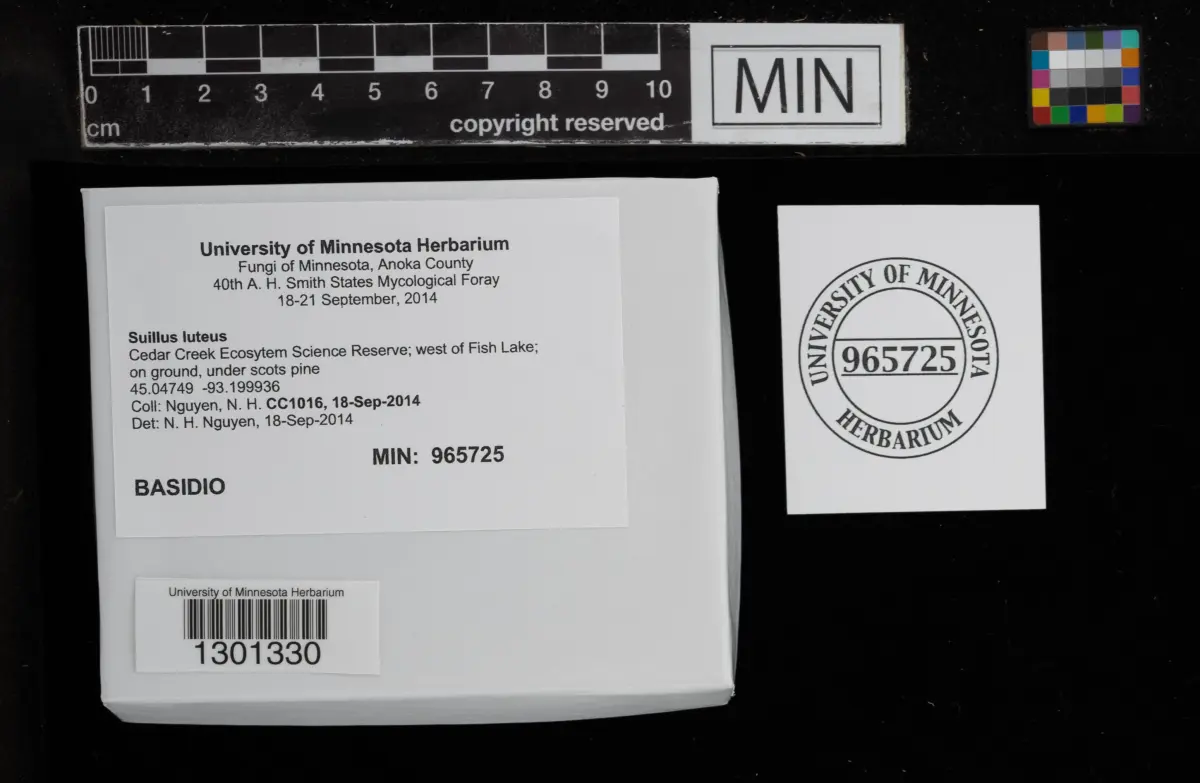 0 1 2 3 4 5 6 7 8 9 10
cm
copyright reserved
MIN
University of Minnesota Herbarium
Fungi of Minnesota, Anoka County
40th A. H. Smith States Mycological Foray
18-21 September, 2014
Suillus luteus
Cedar Creek Ecosytem Science Reserve; west of Fish Lake;
on ground, under scots pine
45.04749 -93.199936
Coll: Nguyen, N. H. CC1016, 18-Sep-2014
Det: N. H. Nguyen, 18-Sep-2014
MIN: 965725
BASIDIO
University of Minnesota Herbarium
1301330
UNIVERSITY OF MINNESOTA
965725
HERBARIUM